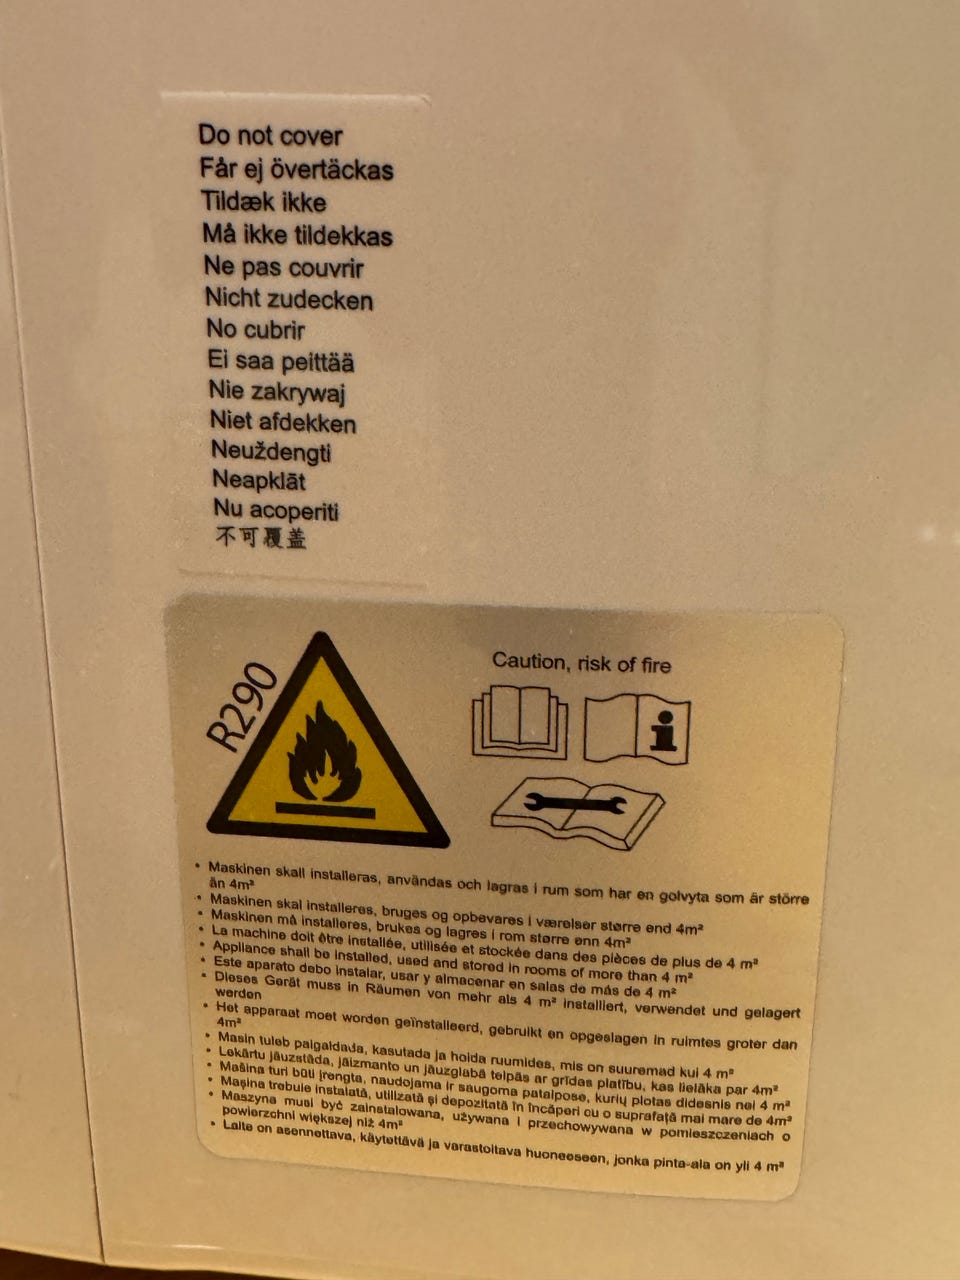 Do not cover
Får ej övertäckas
Tildæk ikke
Må ikke tildekkas
Ne pas couvrir
Nicht zudecken
No cubrir
Ei saa peittää
Nie zakrywaj
Niet afdekken
Neuždengti
Neapklāt
Nu acoperiti
不可覆盖
R290
Caution, risk of fire
• Maskinen skall installeras, användas och lagras i rum som har en golvyta som är större
än 4m²
• Maskinen skal installeres, bruges og opbevares i værelser større end 4m²
• Maskinen må installeres, brukes og lagres i rom større enn 4m²
• La machine doit être installée, utilisée et stockée dans des pièces de plus de 4 m²
• Appliance shall be installed, used and stored in rooms of more than 4 m²
• Este aparato debo instalar, usar y almacenar en salas de más de 4 m²
• Dieses Gerät muss in Räumen von mehr als 4 m² installiert, verwendet und gelagert
werden
• Het apparaat moet worden geïnstalleerd, gebruikt en opgeslagen in ruimtes groter dan
4m²
• Masin tuleb paigaldada, kasutada ja hoida ruumides, mis on suuremad kui 4 m²
• Lekārtu jāuzstāda, jāizmanto un jāuzglabā telpās ar grīdas platību, kas lielāka par 4m²
• Mašina turi būti įrengta, naudojama ir saugoma patalpose, kurių plotas didesnis nei 4 m²
• Mașina trebuie instalată, utilizată și depozitată în încăperi cu o suprafață mai mare de 4m²
• Maszyna musi być zainstalowana, używana i przechowywana w pomieszczeniach o
powierzchni większej niż 4m²
• Laite on asennettava, käytettävä ja varastoitava huoneeseen, jonka pinta-ala on yli 4 m²